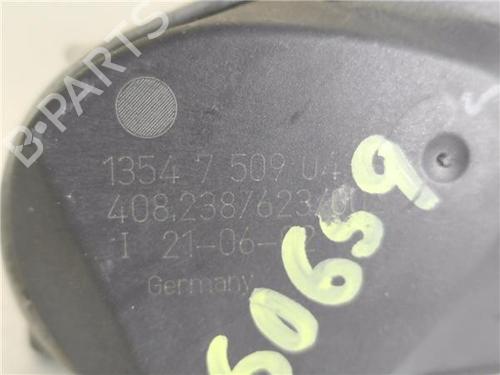 B-PARTS
1354 7 509 04
408.238/623/00
I 21-06-
Germany
60659